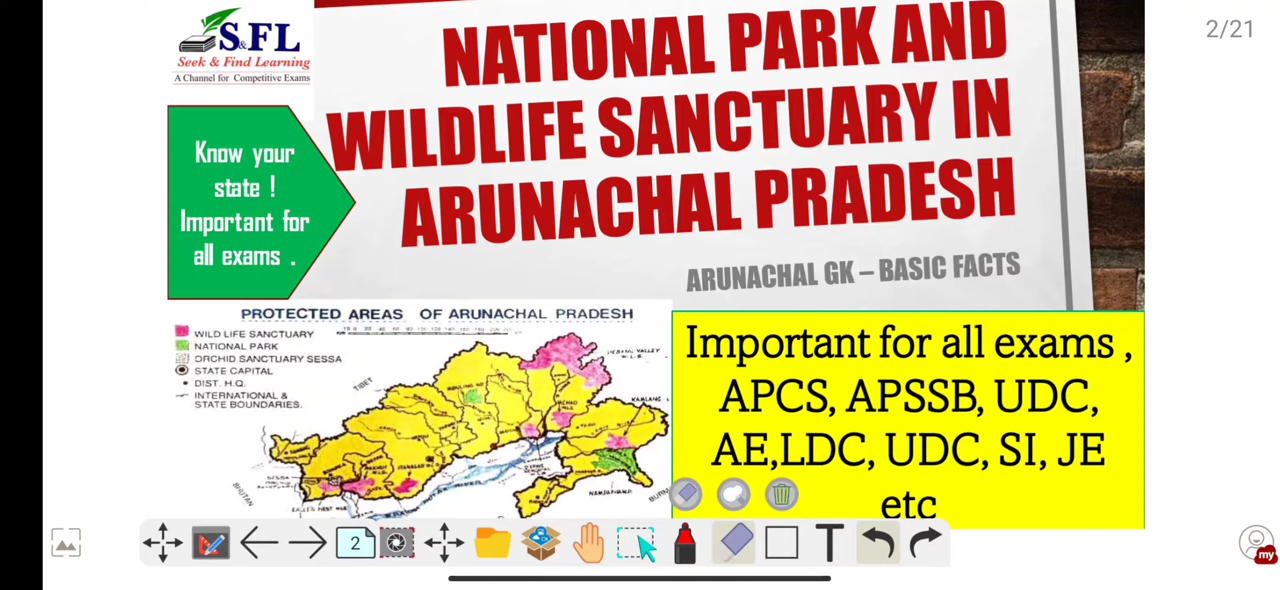 2/21
S&FL
Seek & Find Learning
A Channel for Competitive Exams
NATIONAL PARK AND
WILDLIFE SANCTUARY IN
ARUNACHAL PRADESH
ARUNACHAL GK – BASIC FACTS
Know your
state !
Important for
all exams .
PROTECTED AREAS OF ARUNACHAL PRADESH
WILD LIFE SANCTUARY
NATIONAL PARK
ORCHID SANCTUARY SESSA
STATE CAPITAL
DIST. H.Q.
INTERNATIONAL &
STATE BOUNDARIES.
TIBET
KAMLANG
BHUTAN
NAMDAPHA
Important for all exams ,
APCS, APSSB, UDC,
AE,LDC, UDC, SI, JE
etc
2
T
my